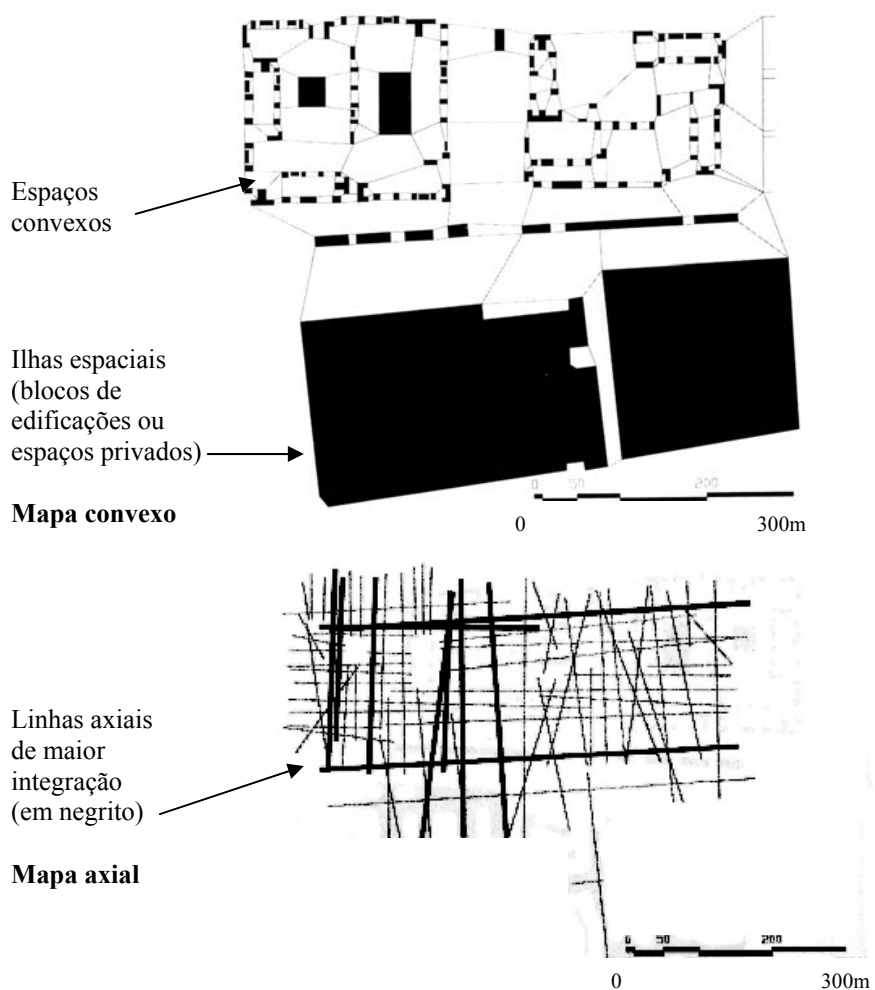 Espaços
convexos
Ilhas espaciais
(blocos de
edificações ou
espaços privados)
Mapa convexo
0 50 200
0 300m
Linhas axiais
de maior
integração
(em negrito)
Mapa axial
0 50 200
0 300m